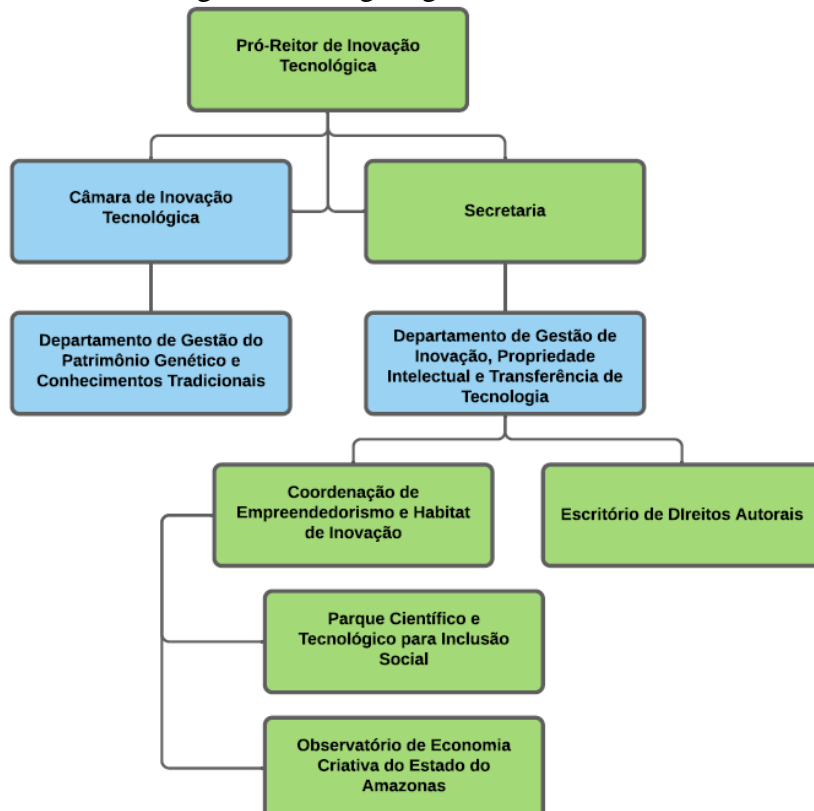 Pró-Reitor de Inovação
Tecnológica
Câmara de Inovação
Tecnológica
Secretaria
Departamento de Gestão do
Patrimônio Genético e
Conhecimentos Tradicionais
Departamento de Gestão de
Inovação, Propriedade
Intelectual e Transferência de
Tecnologia
Coordenação de
Empreendedorismo e Habitat
de Inovação
Escritório de DIreitos Autorais
Parque Científico e
Tecnológico para Inclusão
Social
Observatório de Economia
Criativa do Estado do
Amazonas